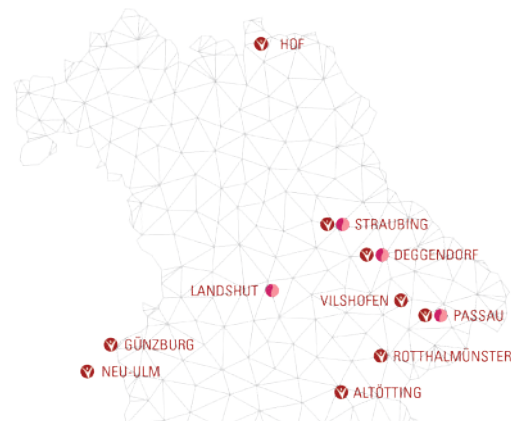 HOF
STRAUBING
DEGGENDORF
LANDSHUT
VILSHOFEN
PASSAU
GÜNZBURG
ROTTHALMÜNSTER
NEU-ULM
ALTÖTTING